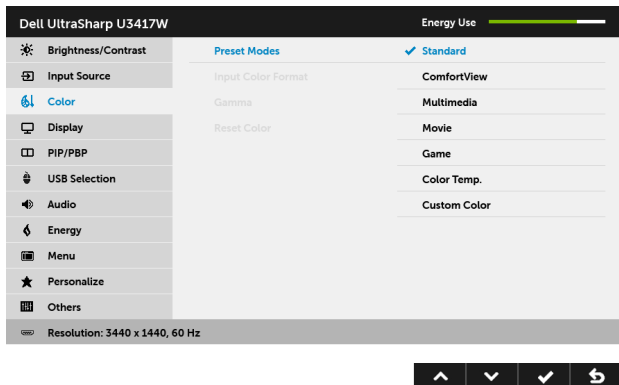 Dell UltraSharp U3417W
Energy Use
Brightness/Contrast
Preset Modes
Standard
Input Source
Input Color Format
ComfortView
Color
Gamma
Multimedia
Display
Reset Color
Movie
PIP/PBP
Game
USB Selection
Color Temp.
Audio
Custom Color
Energy
Menu
Personalize
Others
Resolution: 3440 x 1440, 60 Hz